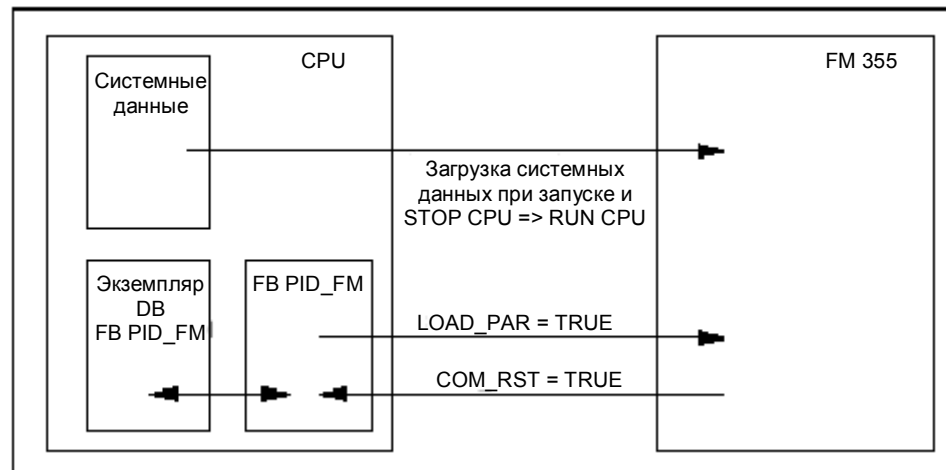 CPU
FM 355
Системные
данные
Загрузка системных
данных при запуске и
STOP CPU => RUN CPU
Экземпляр
DB
FB PID_FM
FB PID_FM
LOAD_PAR = TRUE
COM_RST = TRUE